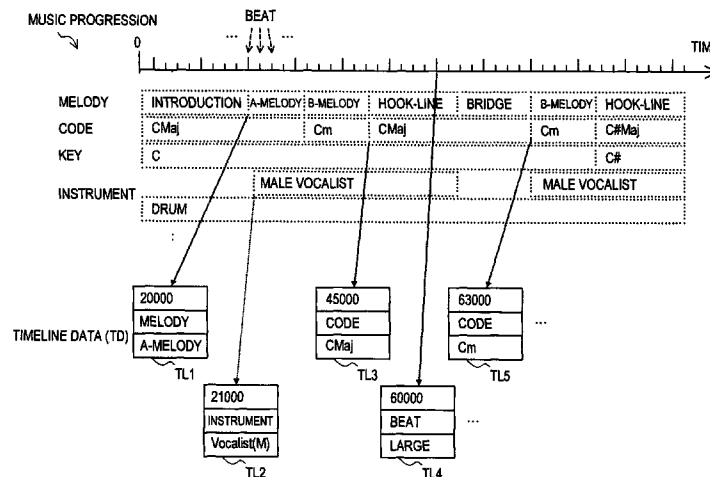 MUSIC PROGRESSION
BEAT
... ...
0
TIM
MELODY INTRODUCTION A-MELODY B-MELODY HOOK-LINE BRIDGE B-MELODY HOOK-LINE
CODE CMaj Cm CMaj Cm C#Maj
KEY C C#
INSTRUMENT MALE VOCALIST MALE VOCALIST
DRUM
:
TIMELINE DATA (TD)
20000
MELODY
A-MELODY
TL1
21000
INSTRUMENT
Vocalist(M)
TL2
45000
CODE
CMaj
TL3
60000
BEAT
LARGE
TL4
...
63000
CODE
Cm
TL5
...